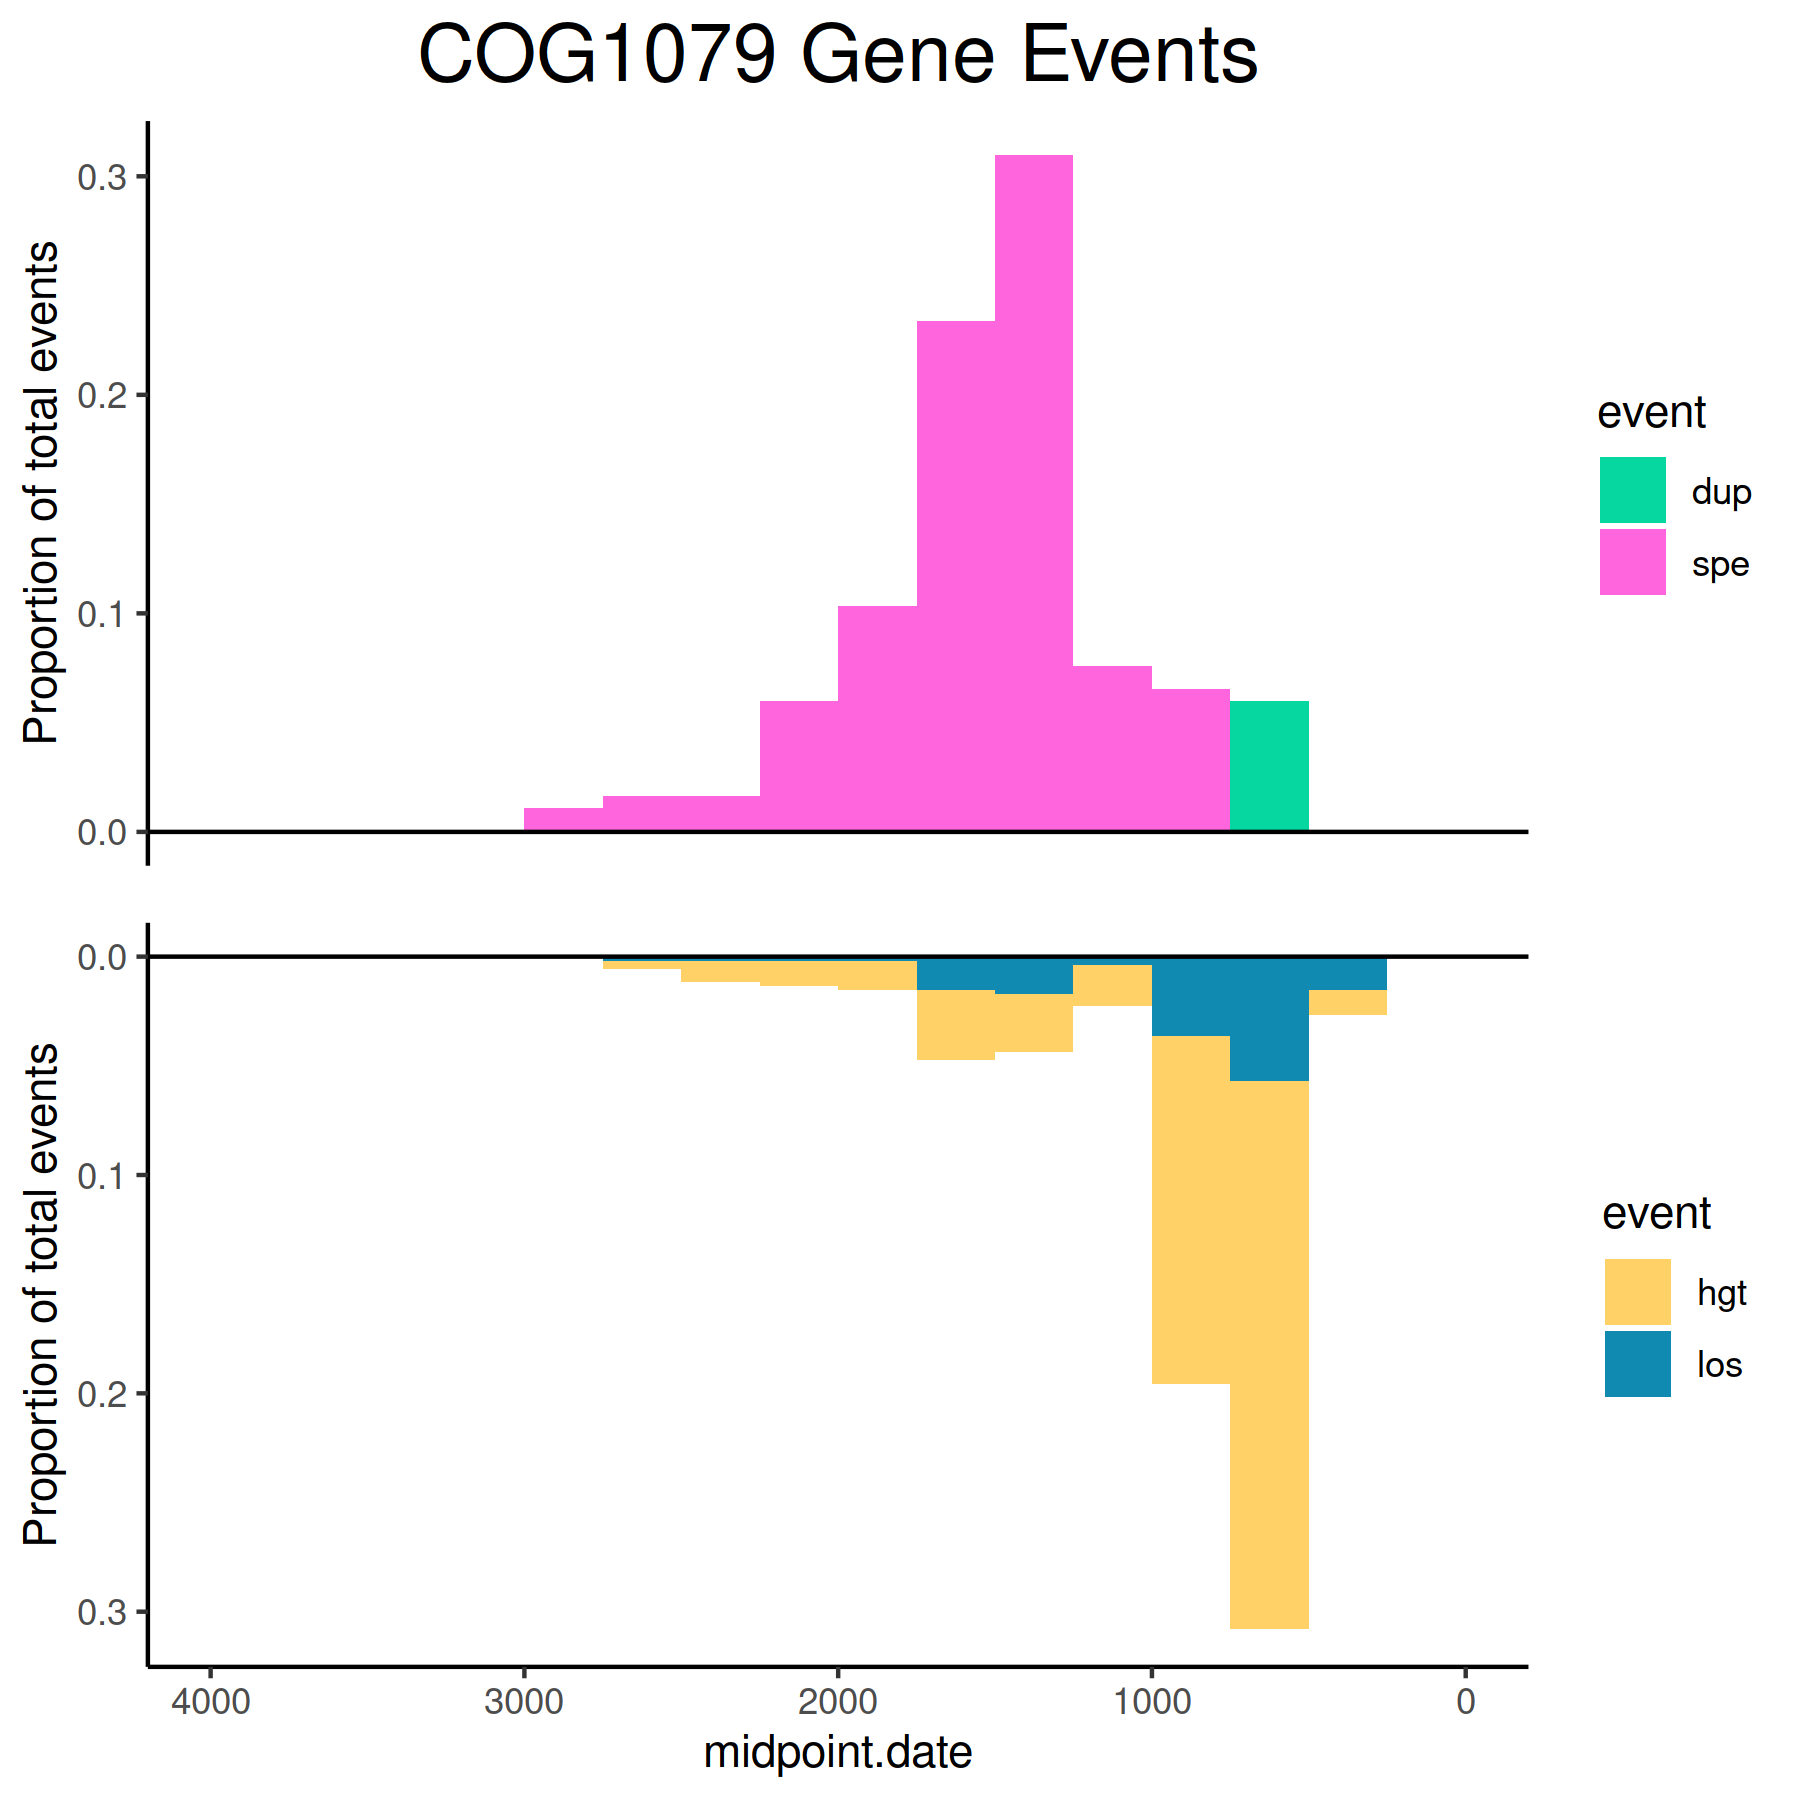 COG1079 Gene Events
Proportion of total events
0.3
0.2
0.1
0.0
event
dup
spe
Proportion of total events
0.0
0.1
0.2
0.3
event
hgt
los
4000 3000 2000 1000 0
midpoint.date